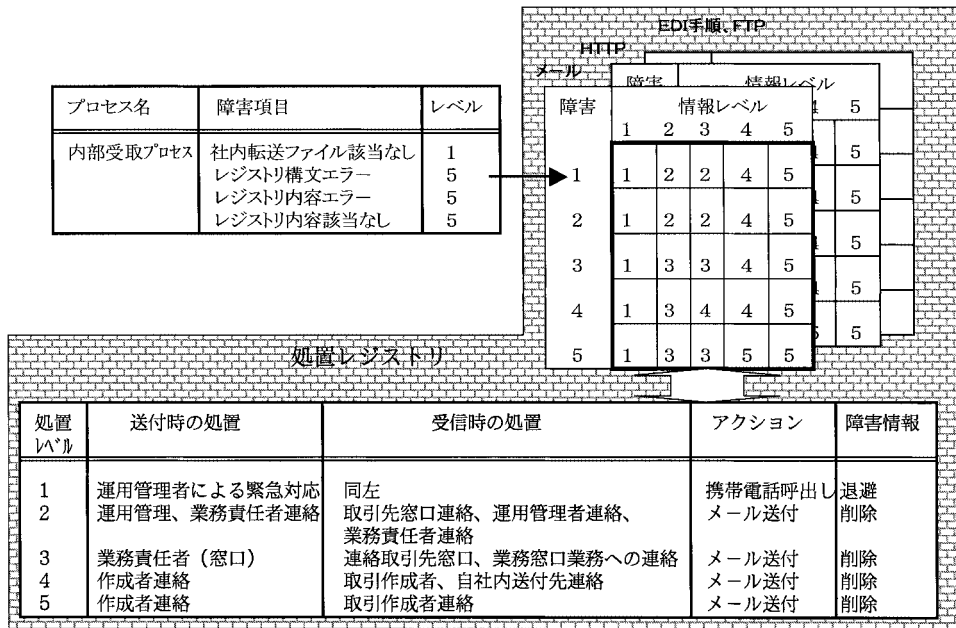 EDI手順、FTP
HTTP
メール
障害 情報レベル
4 5
5
5
5
5
5
障害 情報レベル
1 2 3 4 5
1 1 2 2 4 5
2 1 2 2 4 5
3 1 3 3 4 5
4 1 3 4 4 5
5 1 3 3 5 5
プロセス名 障害項目 レベル
内部受取プロセス 社内転送ファイル該当なし 1
レジストリ構文エラー 5
レジストリ内容エラー 5
レジストリ内容該当なし 5
処置レジストリ
処置 送付時の処置 受信時の処置 アクション 障害情報
レベル
1 運用管理者による緊急対応 同左 携帯電話呼出し 退避
2 運用管理、業務責任者連絡 取引先窓口連絡、運用管理者連絡、 メール送付 削除
業務責任者連絡
3 業務責任者（窓口） 連絡取引先窓口、業務窓口業務への連絡 メール送付 削除
4 作成者連絡 取引作成者、自社内送付先連絡 メール送付 削除
5 作成者連絡 取引作成者連絡 メール送付 削除